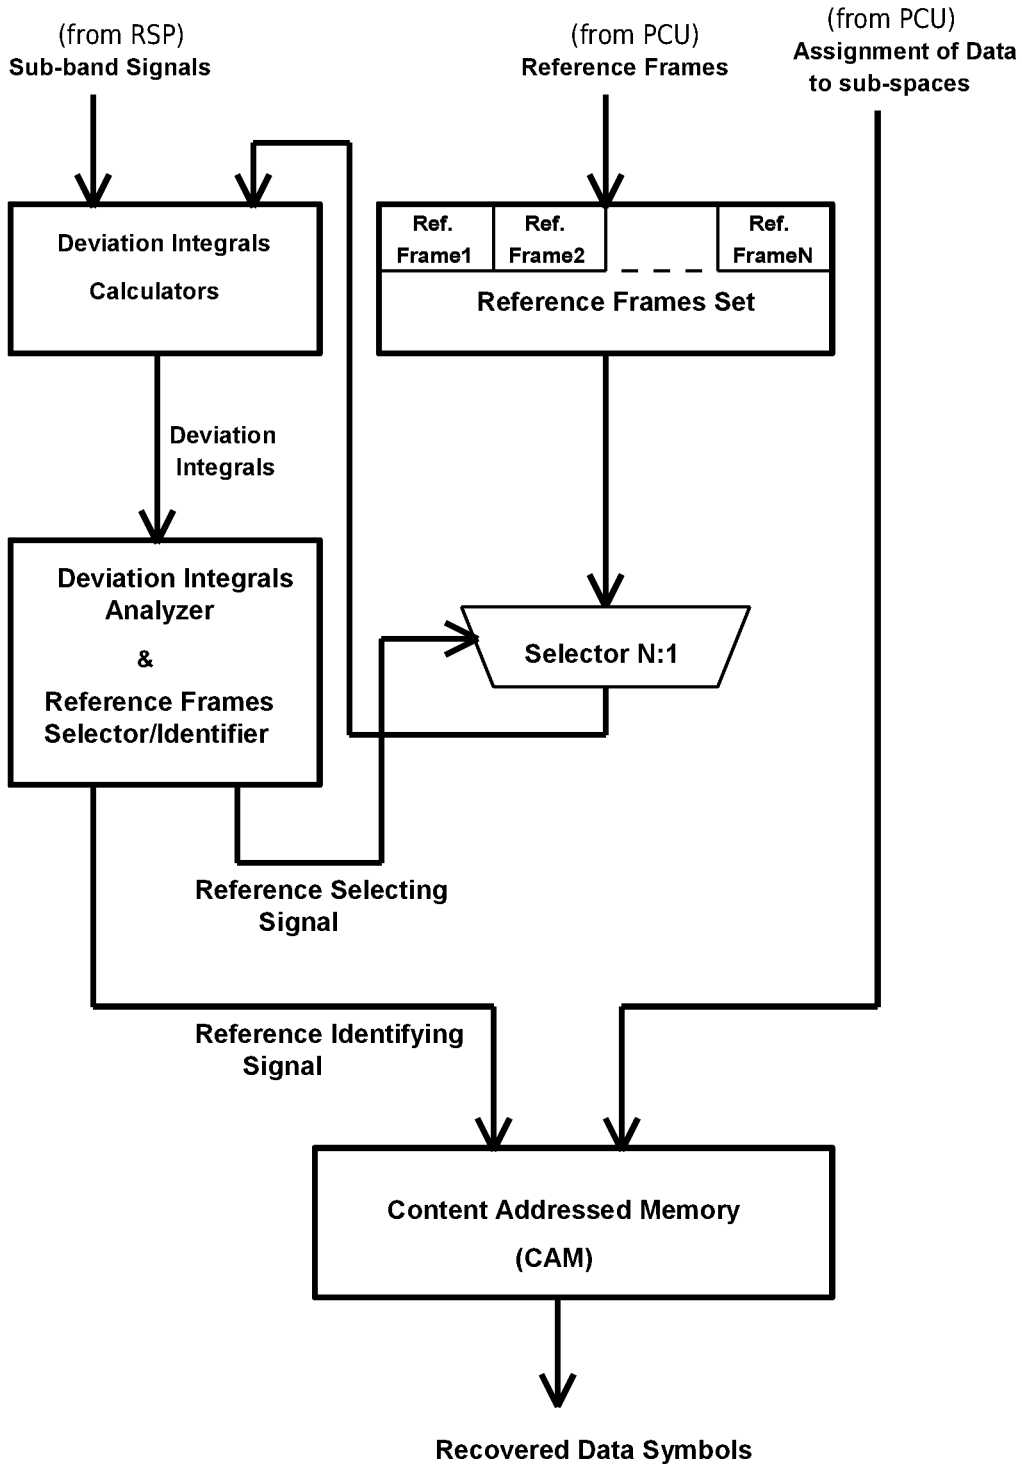 (from RSP)
Sub-band Signals
(from PCU)
Reference Frames
(from PCU)
Assignment of Data
to sub-spaces
Deviation Integrals
Calculators
Ref.
Frame1
Ref.
Frame2
Ref.
FrameN
Reference Frames Set
Deviation
Integrals
Deviation Integrals
Analyzer
&
Reference Frames
Selector/Identifier
Selector N:1
Reference Selecting
Signal
Reference Identifying
Signal
Content Addressed Memory
(CAM)
Recovered Data Symbols